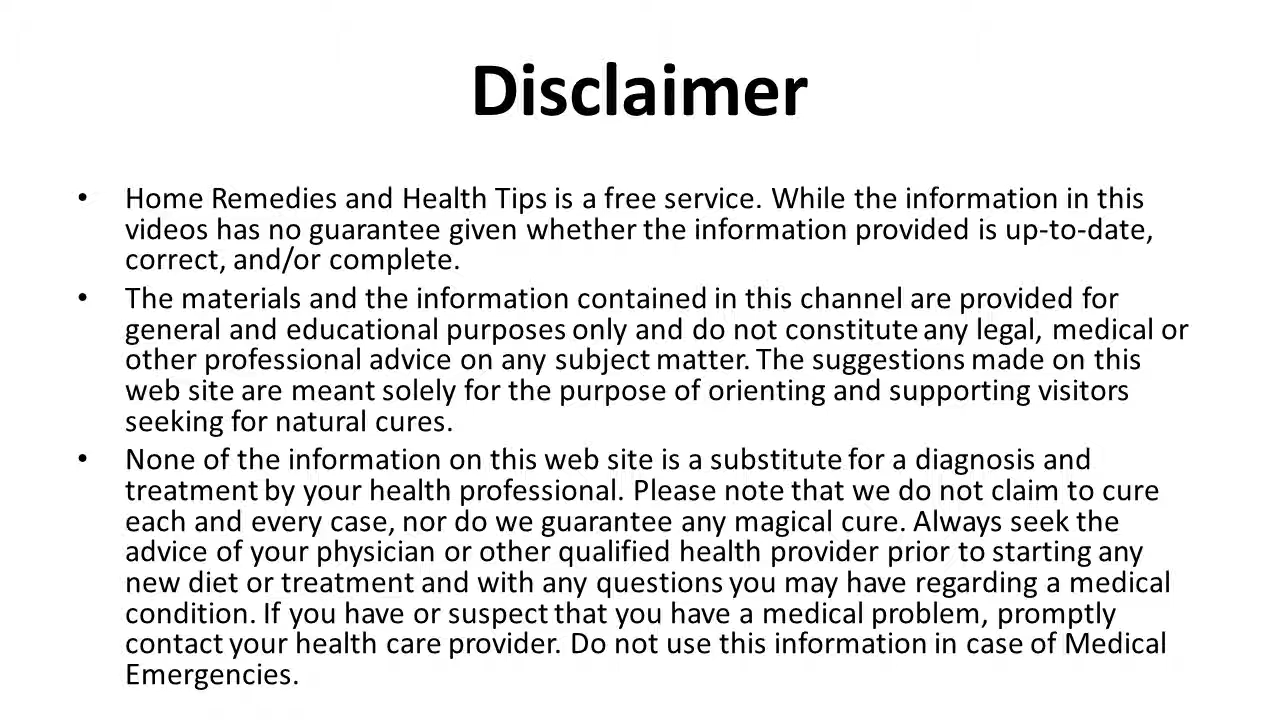 Disclaimer
• Home Remedies and Health Tips is a free service. While the information in this
videos has no guarantee given whether the information provided is up-to-date,
correct, and/or complete.
• The materials and the information contained in this channel are provided for
general and educational purposes only and do not constitute any legal, medical or
other professional advice on any subject matter. The suggestions made on this
web site are meant solely for the purpose of orienting and supporting visitors
seeking for natural cures.
• None of the information on this web site is a substitute for a diagnosis and
treatment by your health professional. Please note that we do not claim to cure
each and every case, nor do we guarantee any magical cure. Always seek the
advice of your physician or other qualified health provider prior to starting any
new diet or treatment and with any questions you may have regarding a medical
condition. If you have or suspect that you have a medical problem, promptly
contact your health care provider. Do not use this information in case of Medical
Emergencies.